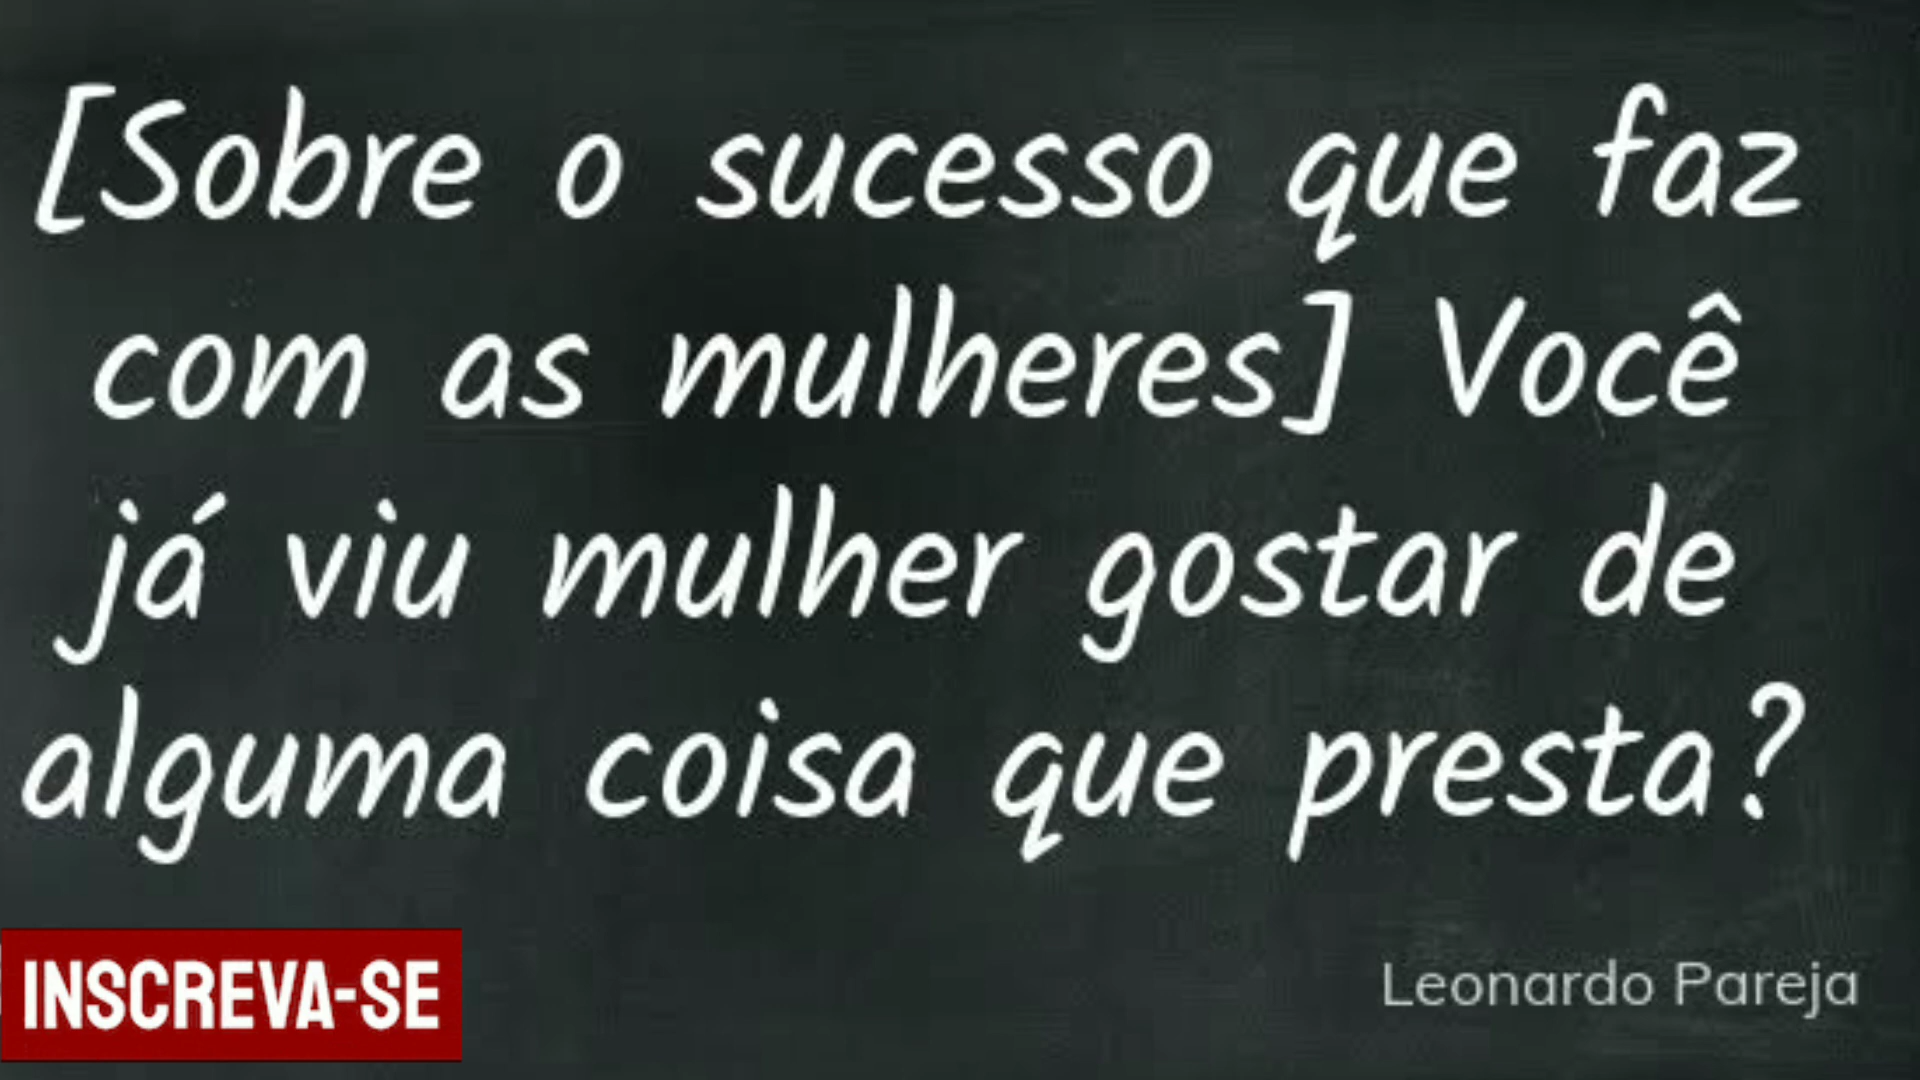 [Sobre o sucesso que faz
com as mulheres] Você
já viu mulher gostar de
alguma coisa que presta?
INSCREVA-SE
Leonardo Pareja